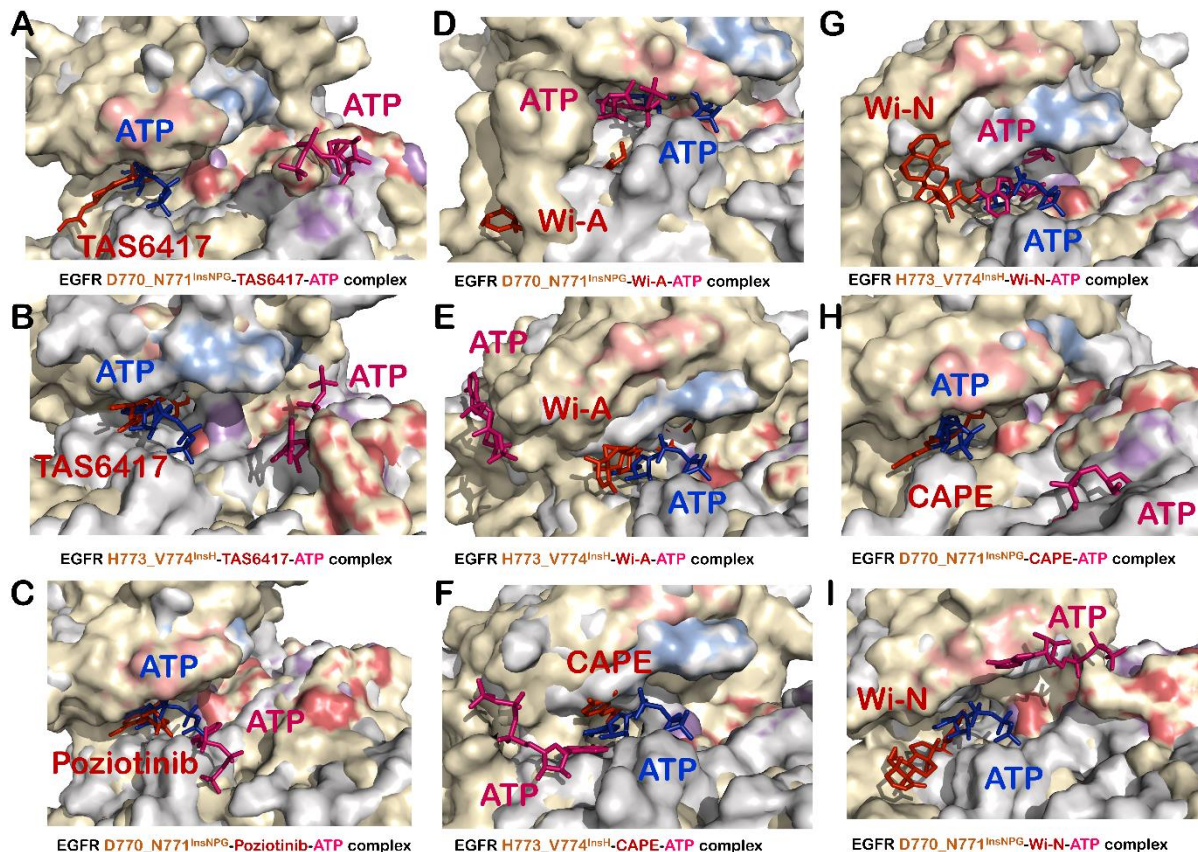 A
ATP
ATP
TAS6417
EGFR D770_N771InsNPG-TAS6417-ATP complex
B
ATP
ATP
TAS6417
EGFR H773_V774InsH-TAS6417-ATP complex
C
ATP
ATP
Poziotinib
EGFR D770_N771InsNPG-Poziotinib-ATP complex
D
ATP
ATP
Wi-A
EGFR D770_N771InsNPG-Wi-A-ATP complex
E
ATP
Wi-A
ATP
EGFR H773_V774InsH-Wi-A-ATP complex
F
CAPE
ATP
ATP
EGFR H773_V774InsH-CAPE-ATP complex
G
Wi-N
ATP
ATP
EGFR H773_V774InsH-Wi-N-ATP complex
H
ATP
CAPE
ATP
EGFR D770_N771InsNPG-CAPE-ATP complex
I
ATP
Wi-N
ATP
EGFR D770_N771InsNPG-Wi-N-ATP complex